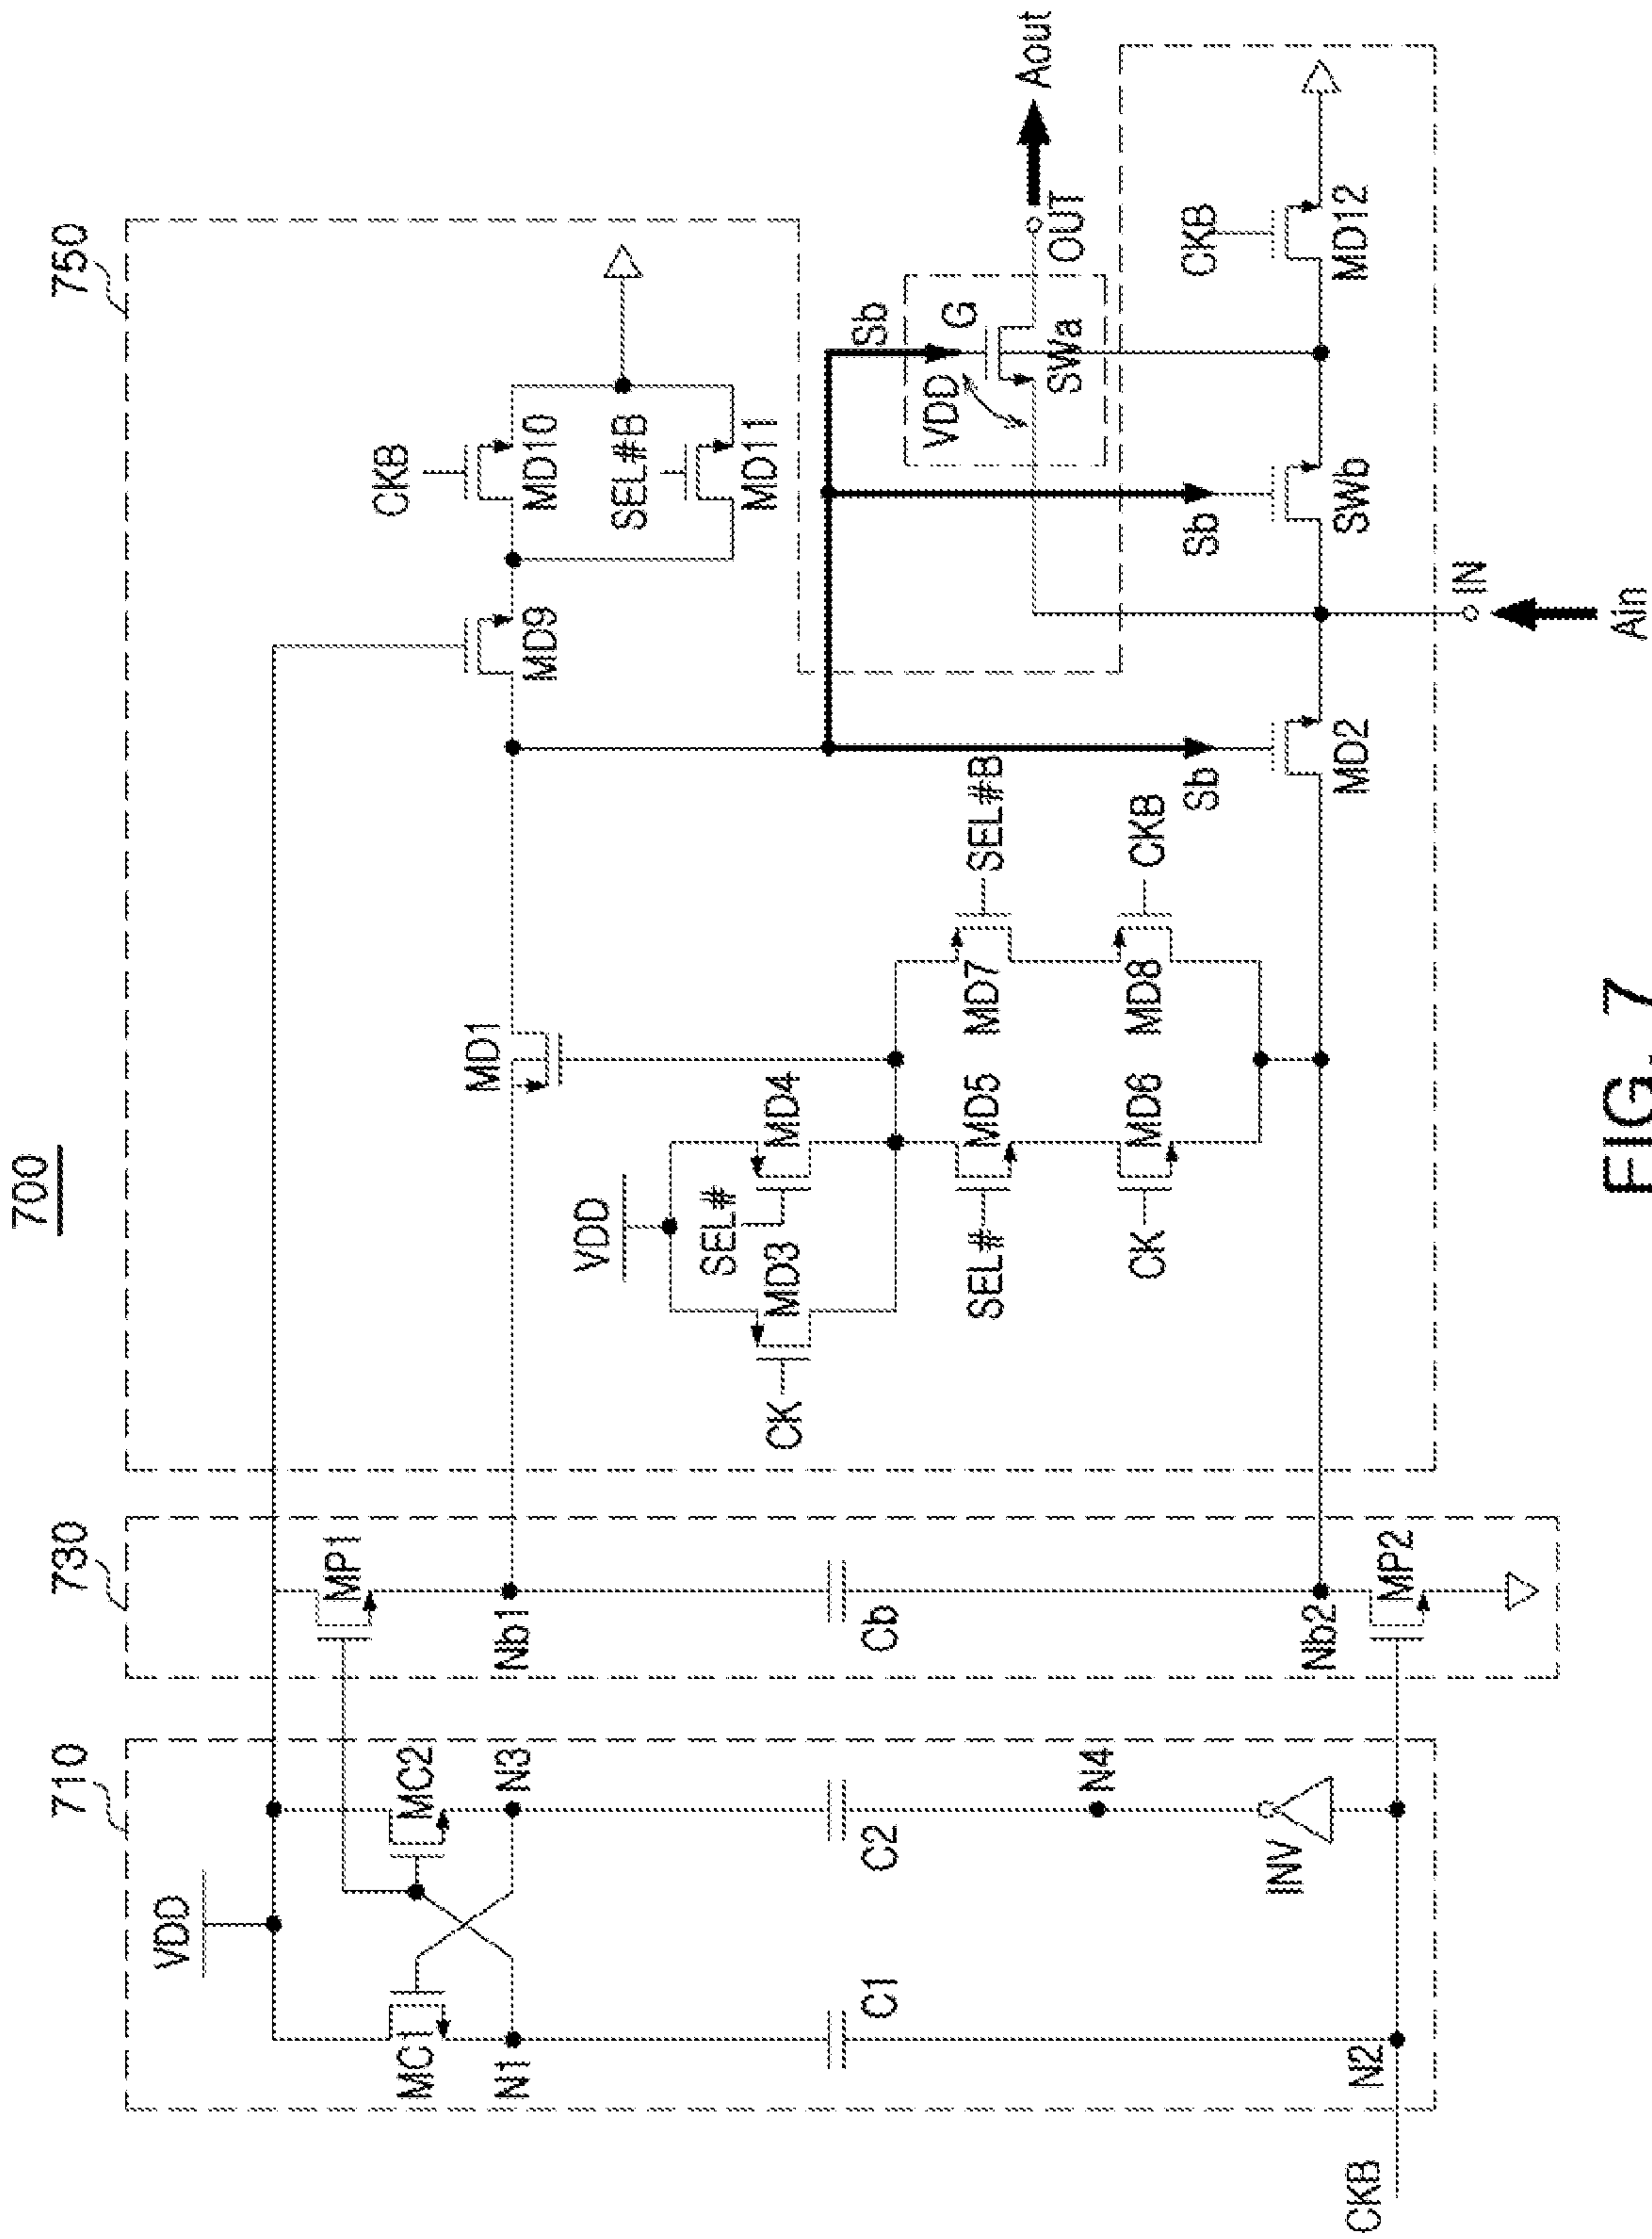 700
710
730
750
VDD
MC1
MC2
N1
N3
C1
C2
N4
INV
N2
CKB
MP1
Nb1
Cb
Nb2
MP2
VDD
SEL#
MD3
MD4
CK
MD1
SEL#
MD5
MD7
SEL#B
CK
MD6
MD8
CKB
MD9
CKB
MD10
SEL#B
MD11
Sb
G
VDD
SWa
OUT
Aout
Sb
MD2
Sb
SWb
CKB
MD12
IN
Ain
FIG. 7